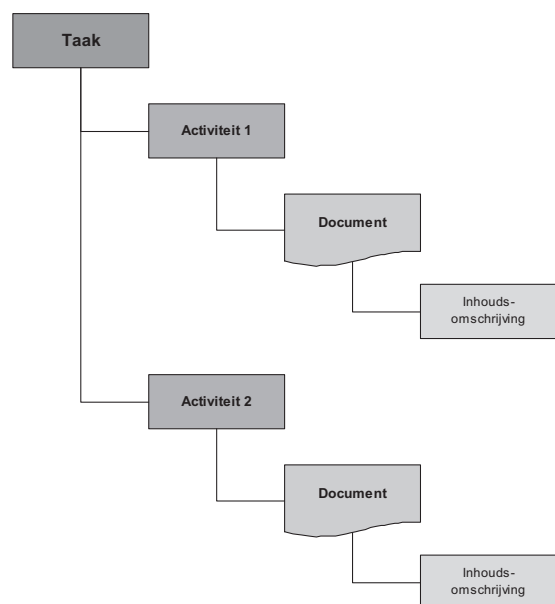 Taak
Activiteit 1
Document
Inhouds-
omschrijving
Activiteit 2
Document
Inhouds-
omschrijving